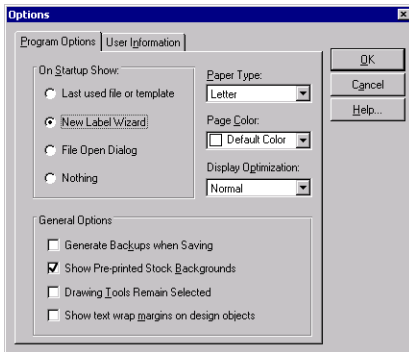 Options
Program Options
User Information
On Startup Show:
Last used file or template
New Label Wizard
File Open Dialog
Nothing
Paper Type:
Letter
Page Color:
Default Color
Display Optimization:
Normal
General Options
Generate Backups when Saving
Show Pre-printed Stock Backgrounds
Drawing Tools Remain Selected
Show text wrap margins on design objects
OK
Cancel
Help...